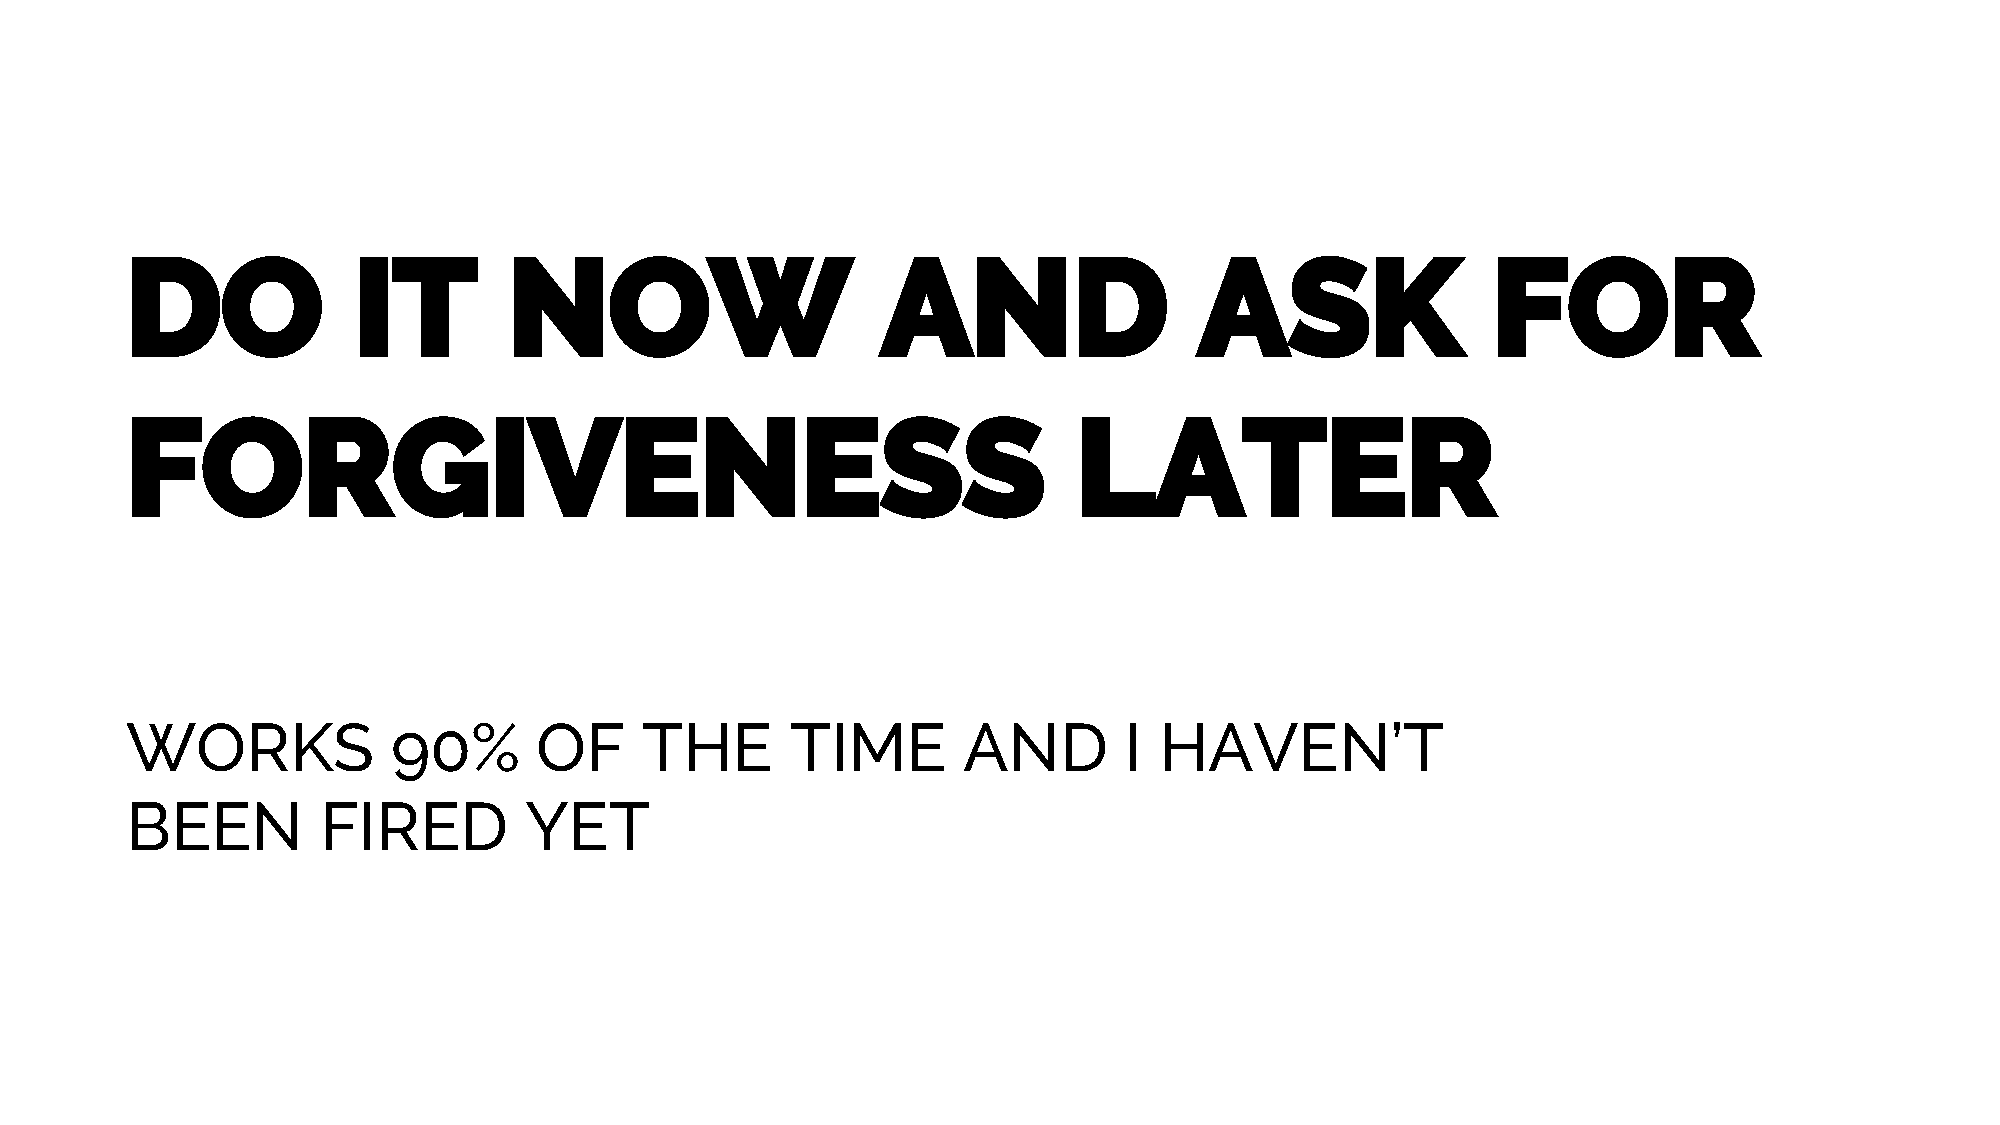 DO IT NOW AND ASK FOR
FORGIVENESS LATER
WORKS 90% OF THE TIME AND I HAVEN’T
BEEN FIRED YET